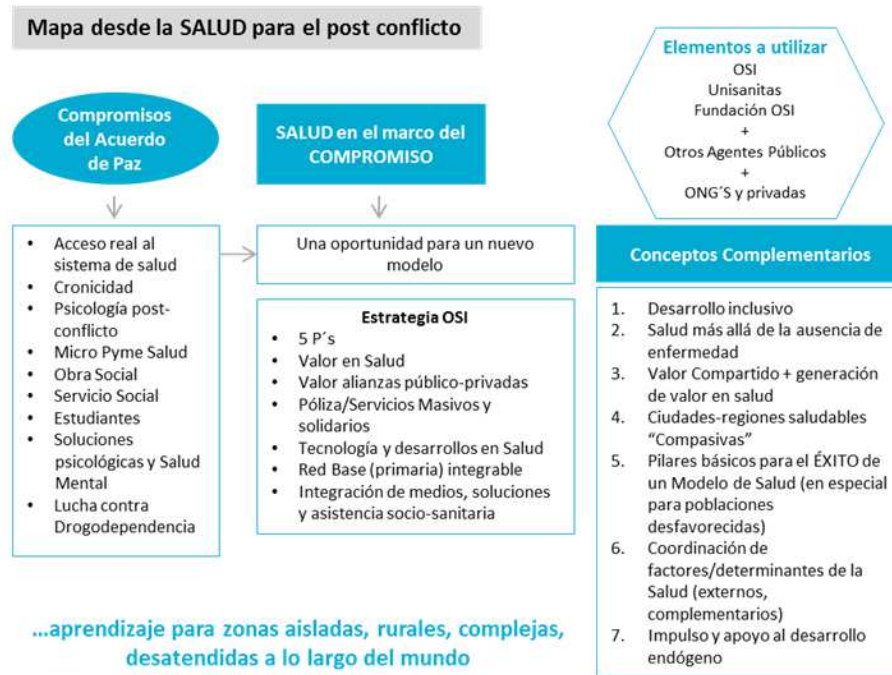 Mapa desde la SALUD para el post conflicto
Compromisos
del Acuerdo
de Paz
SALUD en el marco del
COMPROMISO
Elementos a utilizar
OSI
Unisanitas
Fundación OSI
+
Otros Agentes Públicos
+
ONG´S y privadas
• Acceso real al
sistema de salud
• Cronicidad
• Psicología post-
conflicto
• Micro Pyme Salud
• Obra Social
• Servicio Social
• Estudiantes
• Soluciones
psicológicas y Salud
Mental
• Lucha contra
Drogodependencia
Una oportunidad para un nuevo
modelo
Estrategia OSI
• 5 P´s
• Valor en Salud
• Valor alianzas público-privadas
• Póliza/Servicios Masivos y
solidarios
• Tecnología y desarrollos en Salud
• Red Base (primaria) integrable
• Integración de medios, soluciones
y asistencia socio-sanitaria
Conceptos Complementarios
1. Desarrollo inclusivo
2. Salud más allá de la ausencia de
enfermedad
3. Valor Compartido + generación
de valor en salud
4. Ciudades-regiones saludables
“Compasivas”
5. Pilares básicos para el ÉXITO de
un Modelo de Salud (en especial
para poblaciones
desfavorecidas)
6. Coordinación de
factores/determinantes de la
Salud (externos,
complementarios)
7. Impulso y apoyo al desarrollo
endógeno
...aprendizaje para zonas aisladas, rurales, complejas,
desatendidas a lo largo del mundo